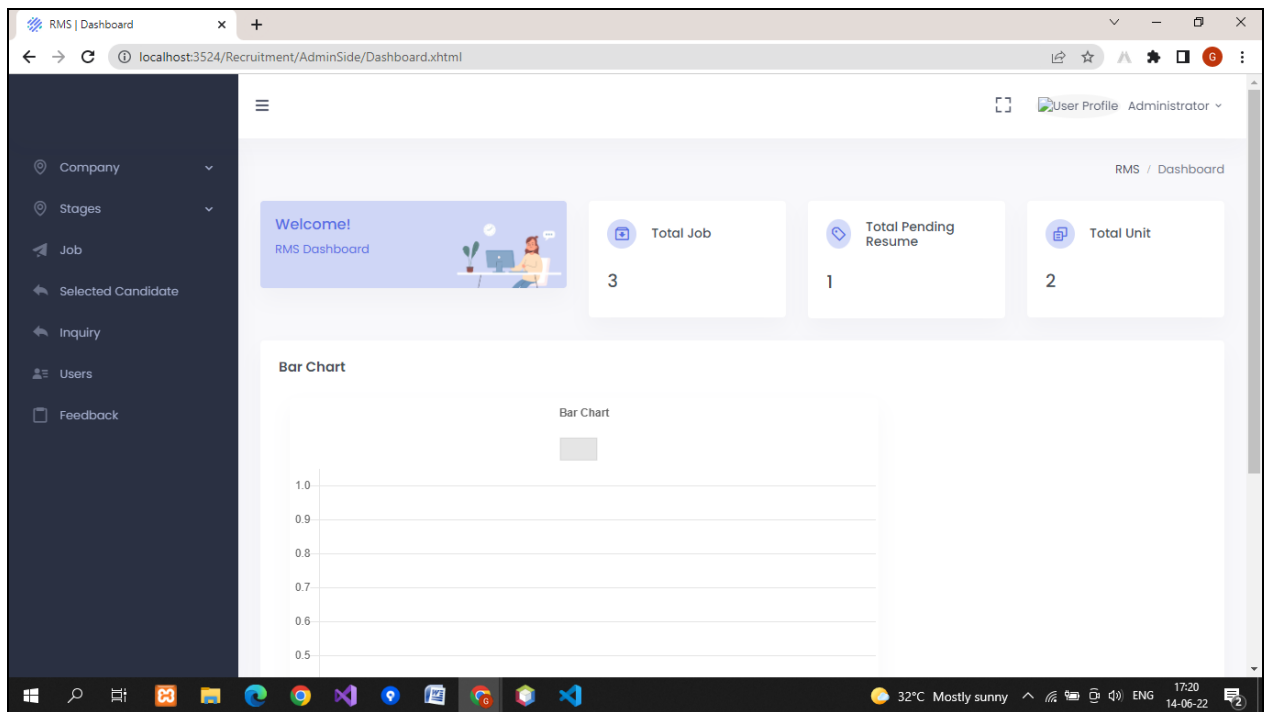 RMS | Dashboard
localhost:3524/Recruitment/AdminSide/Dashboard.xhtml
G
User Profile Administrator
Company
Stages
Job
Selected Candidate
Inquiry
Users
Feedback
RMS / Dashboard
Welcome!
RMS Dashboard
Total Job
3
Total Pending
Resume
1
Total Unit
2
Bar Chart
Bar Chart
1.0
0.9
0.8
0.7
0.6
0.5
32°C Mostly sunny
ENG
17:20
14-06-22
2